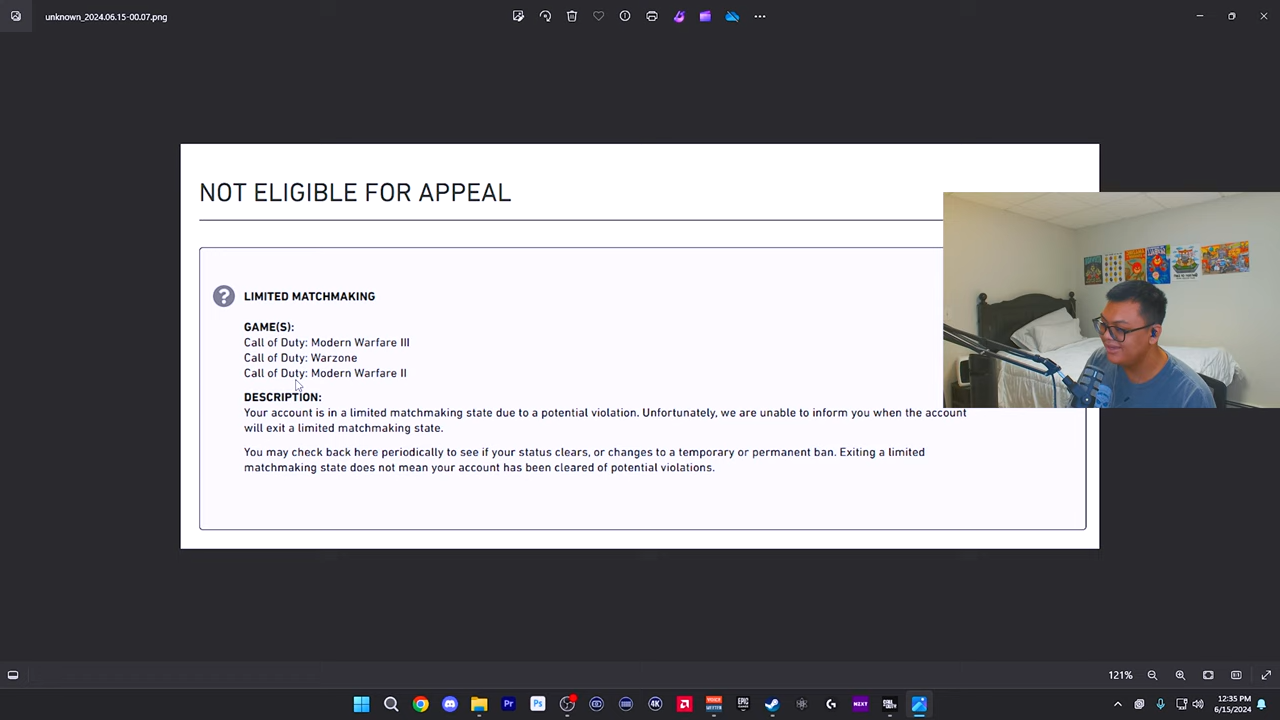 unknown_2024.06.15-00.07.png
NOT ELIGIBLE FOR APPEAL
LIMITED MATCHMAKING
GAME(S):
Call of Duty: Modern Warfare III
Call of Duty: Warzone
Call of Duty: Modern Warfare II
DESCRIPTION:
Your account is in a limited matchmaking state due to a potential violation. Unfortunately, we are unable to inform you when the account
will exit a limited matchmaking state.
You may check back here periodically to see if your status clears, or changes to a temporary or permanent ban. Exiting a limited
matchmaking state does not mean your account has been cleared of potential violations.
121%
Pr
Ps
4K
EPIC
NZXT
12:35 PM
6/15/2024